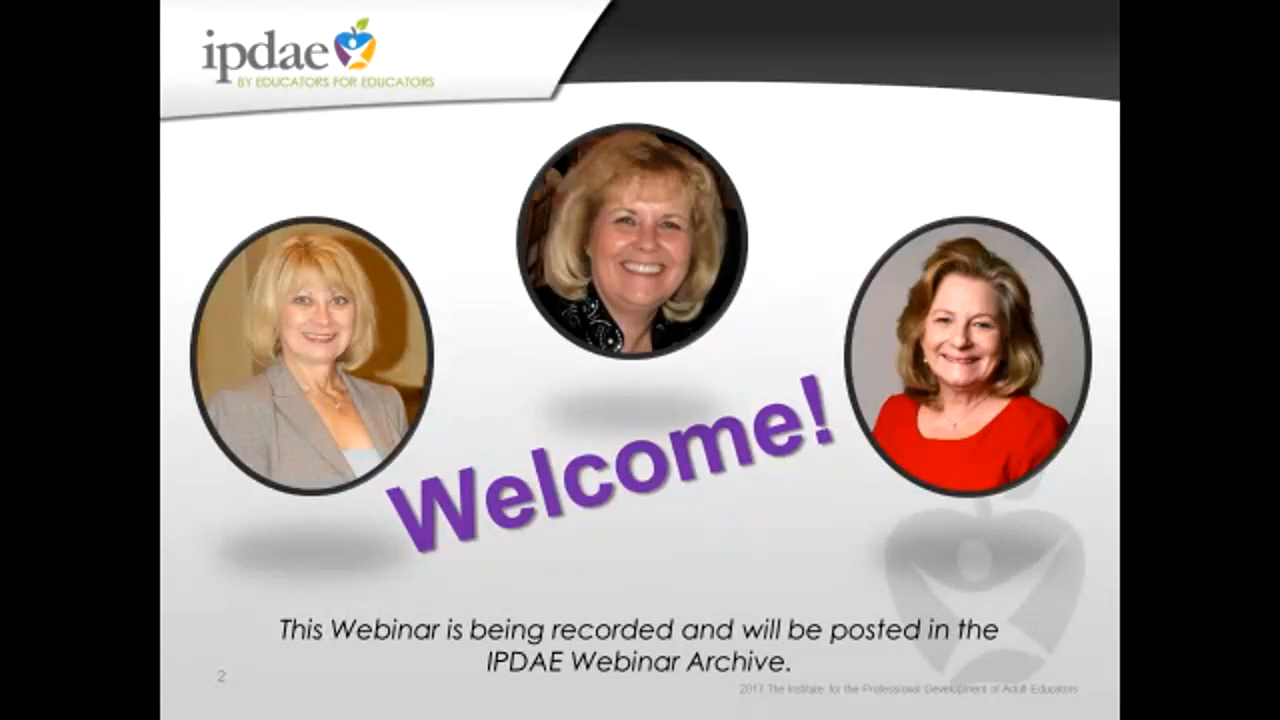 ipdae
BY EDUCATORS FOR EDUCATORS
Welcome!
This Webinar is being recorded and will be posted in the
IPDAE Webinar Archive.
2
2017 The Institute for the Professional Development of Adult Educators